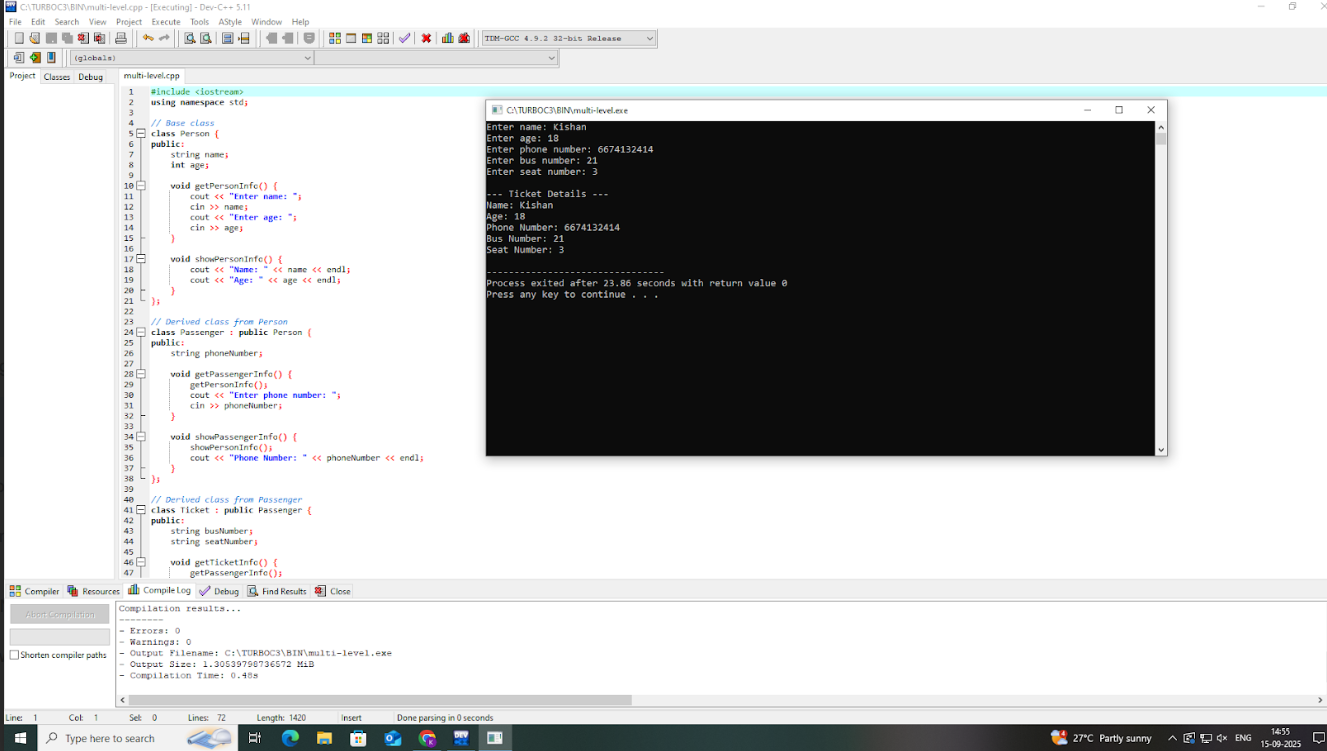 C:\TURBOC3\BIN\multi-level.cpp - [Executing] - Dev-C++ 5.11
File Edit Search View Project Execute Tools AStyle Window Help
TDM-GCC 4.9.2 32-bit Release
(globals)
Project Classes Debug
multi-level.cpp
1 #include <iostream>
2 using namespace std;
3
4 // Base class
5 class Person {
6 public:
7 string name;
8 int age;
9
10 void getPersonInfo() {
11 cout << "Enter name: ";
12 cin >> name;
13 cout << "Enter age: ";
14 cin >> age;
15 }
16
17 void showPersonInfo() {
18 cout << "Name: " << name << endl;
19 cout << "Age: " << age << endl;
20 }
21 };
22
23 // Derived class from Person
24 class Passenger : public Person {
25 public:
26 string phoneNumber;
27
28 void getPassengerInfo() {
29 getPersonInfo();
30 cout << "Enter phone number: ";
31 cin >> phoneNumber;
32 }
33
34 void showPassengerInfo() {
35 showPersonInfo();
36 cout << "Phone Number: " << phoneNumber << endl;
37 }
38 };
39
40 // Derived class from Passenger
41 class Ticket : public Passenger {
42 public:
43 string busNumber;
44 string seatNumber;
45
46 void getTicketInfo() {
47 getPassengerInfo();
C:\TURBOC3\BIN\multi-level.exe
Enter name: Kishan
Enter age: 18
Enter phone number: 6674132414
Enter bus number: 21
Enter seat number: 3
--- Ticket Details ---
Name: Kishan
Age: 18
Phone Number: 6674132414
Bus Number: 21
Seat Number: 3
--------------------------------
Process exited after 23.86 seconds with return value 0
Press any key to continue . . .
Compiler Resources Compile Log Debug Find Results Close
Abort Compilation
Shorten compiler paths
Compilation results...
--------
- Errors: 0
- Warnings: 0
- Output Filename: C:\TURBOC3\BIN\multi-level.exe
- Output Size: 1.30539798736572 MiB
- Compilation Time: 0.48s
Line: 1 Col: 1 Sel: 0 Lines: 72 Length: 1420 Insert Done parsing in 0 seconds
Type here to search
27°C Partly sunny
ENG
14:55
15-09-2025